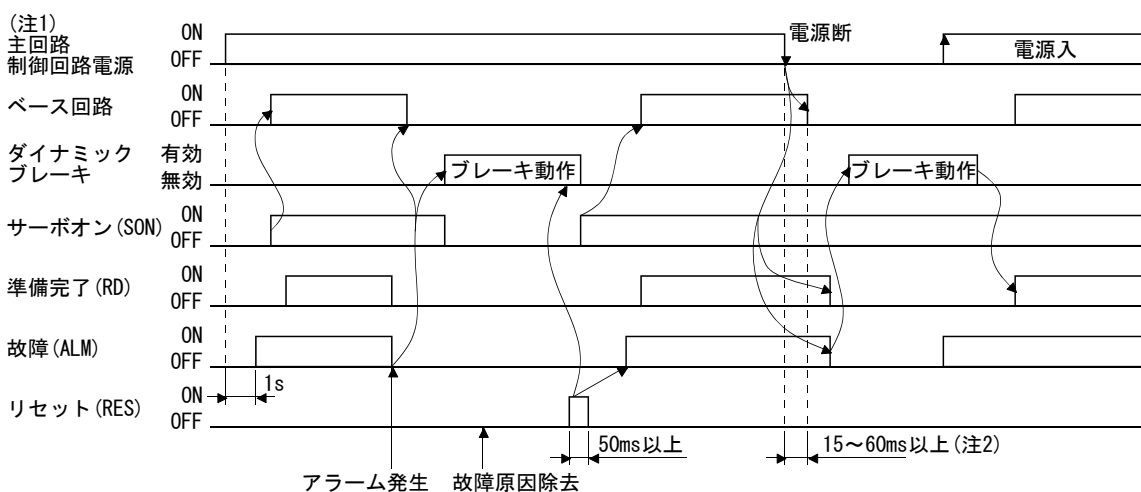 (注1)
主回路
制御回路電源
ON
OFF
電源断
電源入
ベース回路
ON
OFF
ダイナミック
ブレーキ
有効
無効
ブレーキ動作
ブレーキ動作
サーボオン(SON)
ON
OFF
準備完了(RD)
ON
OFF
故障(ALM)
ON
OFF
1s
リセット(RES)
ON
OFF
50ms以上
15～60ms以上(注2)
アラーム発生
故障原因除去